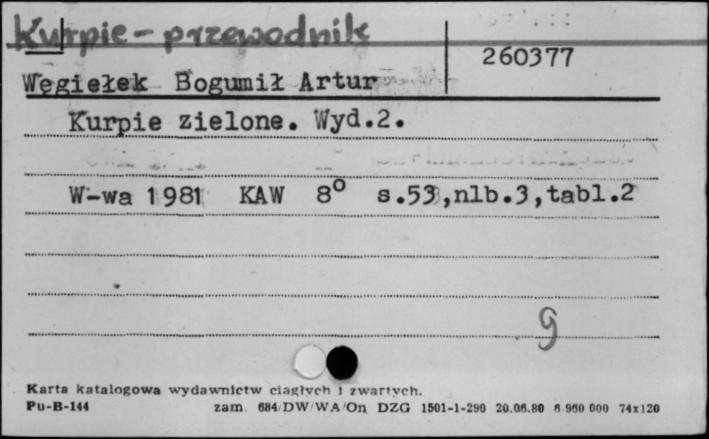 Kurpie - przewodnik
260377
Węgiełek Bogumił Artur
Kurpie zielone. Wyd.2.
W-wa 1981 KAW 8° s.53,nlb.3,tabl.2
g
Karta katalogowa wydawnictw ciągłych i zwartych.
Pu-B-144 zam. 684/DW/WA/On DZG 1501-1-290 20.06.80 6 960 000 74x120